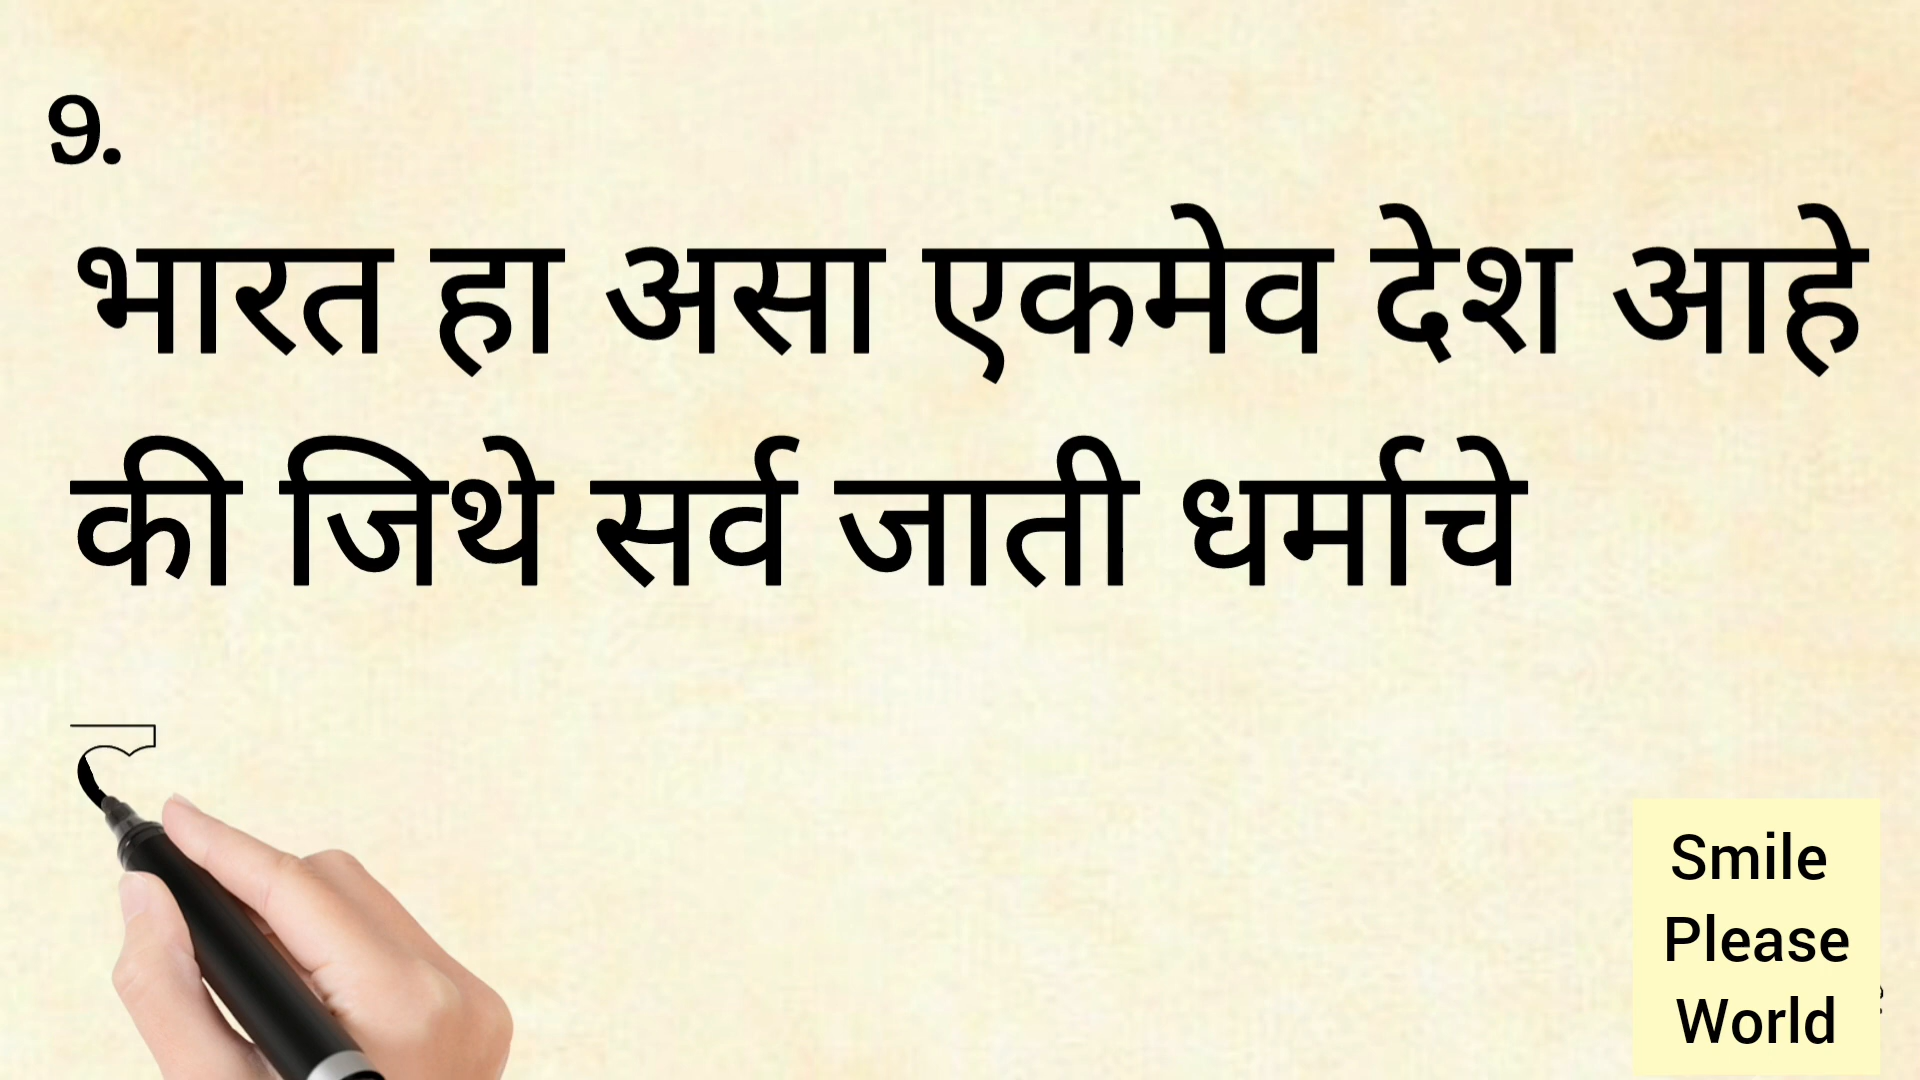 9.
भारत हा असा एकमेव देश आहे
की जिथे सर्व जाती धर्माचे
Smile
Please
World